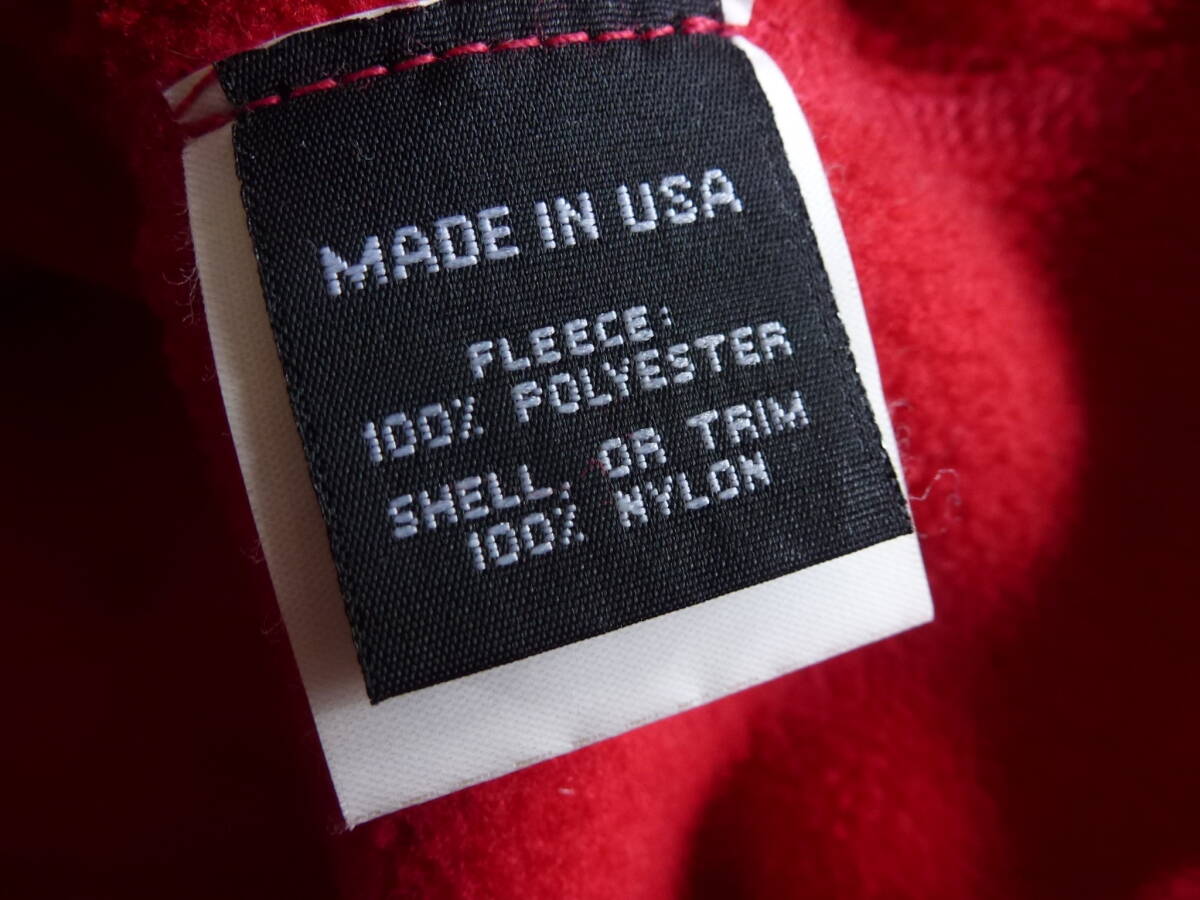 MADE IN USA
FLEECE:
100% POLYESTER
SHELL, OR TRIM
100% NYLON